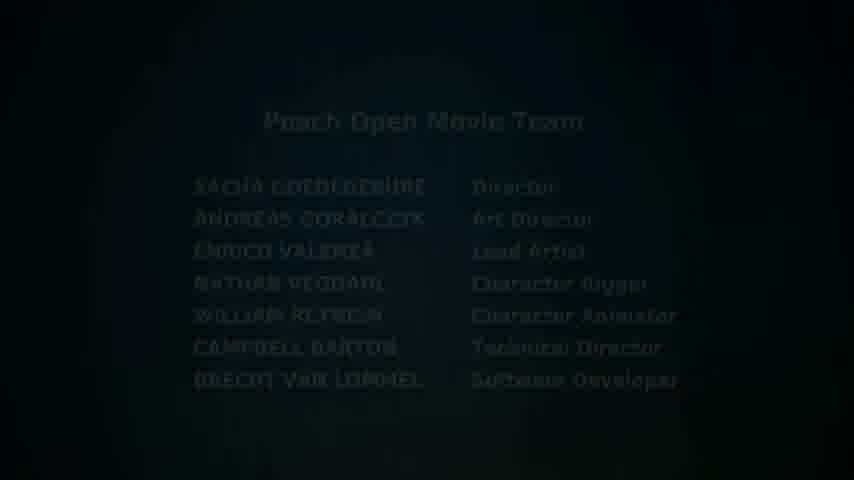 Peach Open Movie Team
SACHA GOEDEGEBURE Director
ANDREAS GORALCZYK Art Director
ENRICO VALENZA Lead Artist
NATHAN VEGDAHL Character Rigger
WILLIAM REYNISH Character Animator
CAMPBELL BARTON Technical Director
BRECHT VAN LOMMEL Software Developer